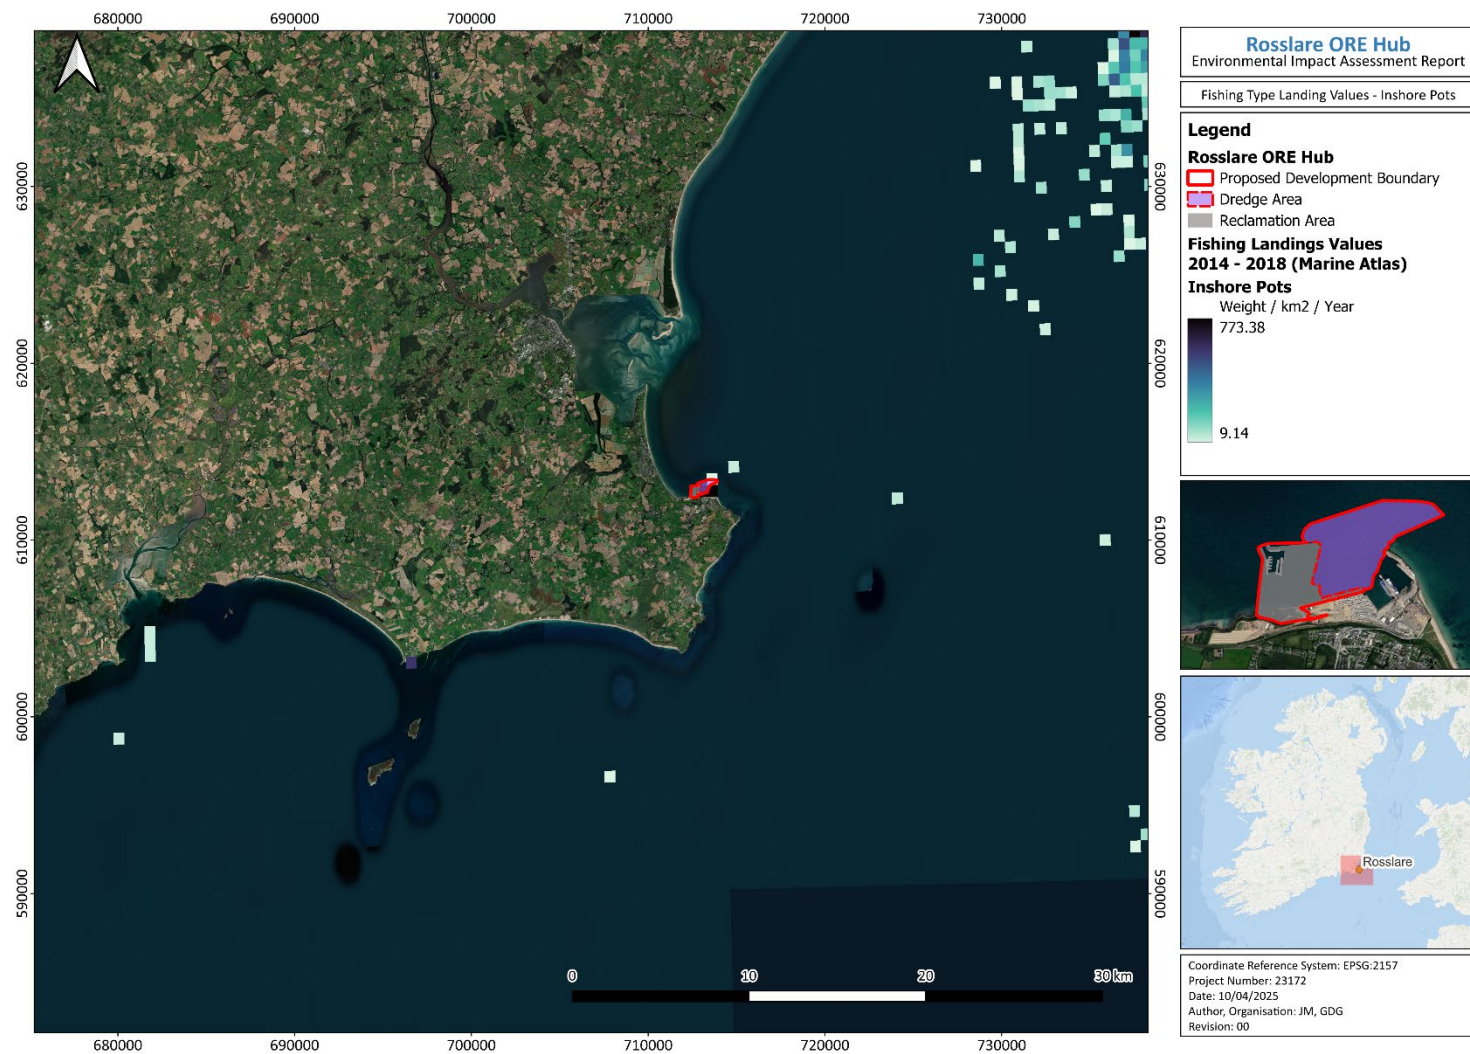 680000 690000 700000 710000 720000 730000
Rosslare ORE Hub
Environmental Impact Assessment Report
Fishing Type Landing Values - Inshore Pots
Legend
Rosslare ORE Hub
Proposed Development Boundary
Dredge Area
Reclamation Area
Fishing Landings Values
2014 - 2018 (Marine Atlas)
Inshore Pots
Weight / km2 / Year
773.38
9.14
630000
620000
610000
600000
590000
630000
620000
610000
600000
590000
0 10 20 30 km
680000 690000 700000 710000 720000 730000
Rosslare
Coordinate Reference System: EPSG:2157
Project Number: 23172
Date: 10/04/2025
Author, Organisation: JM, GDG
Revision: 00